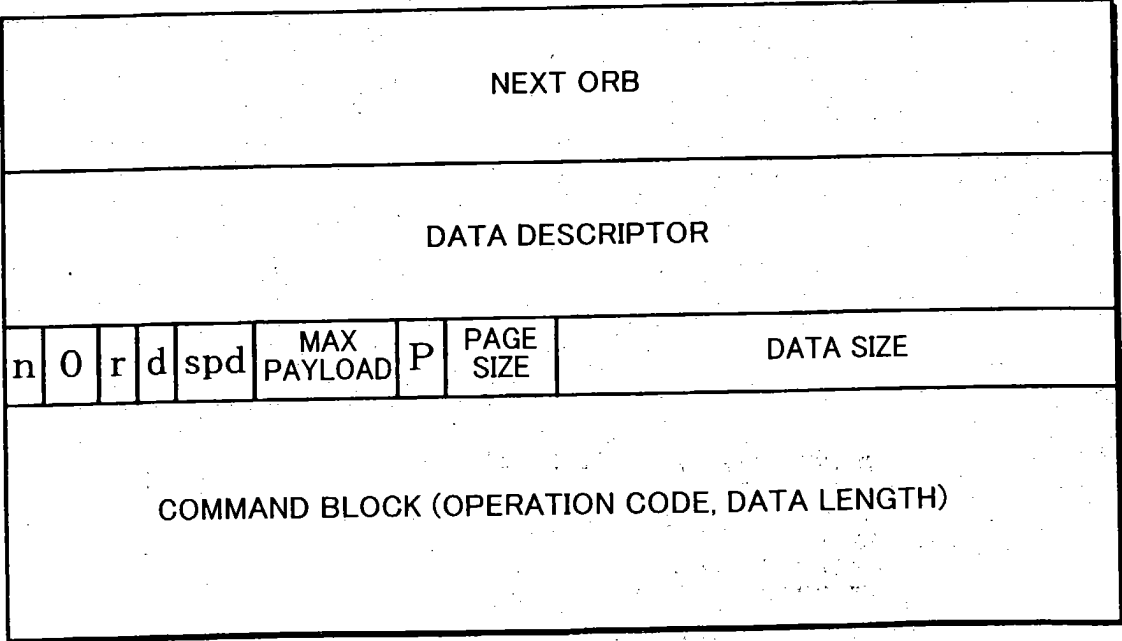 NEXT ORB
DATA DESCRIPTOR
n 0 r d spd MAX PAYLOAD P PAGE SIZE DATA SIZE
COMMAND BLOCK (OPERATION CODE, DATA LENGTH)